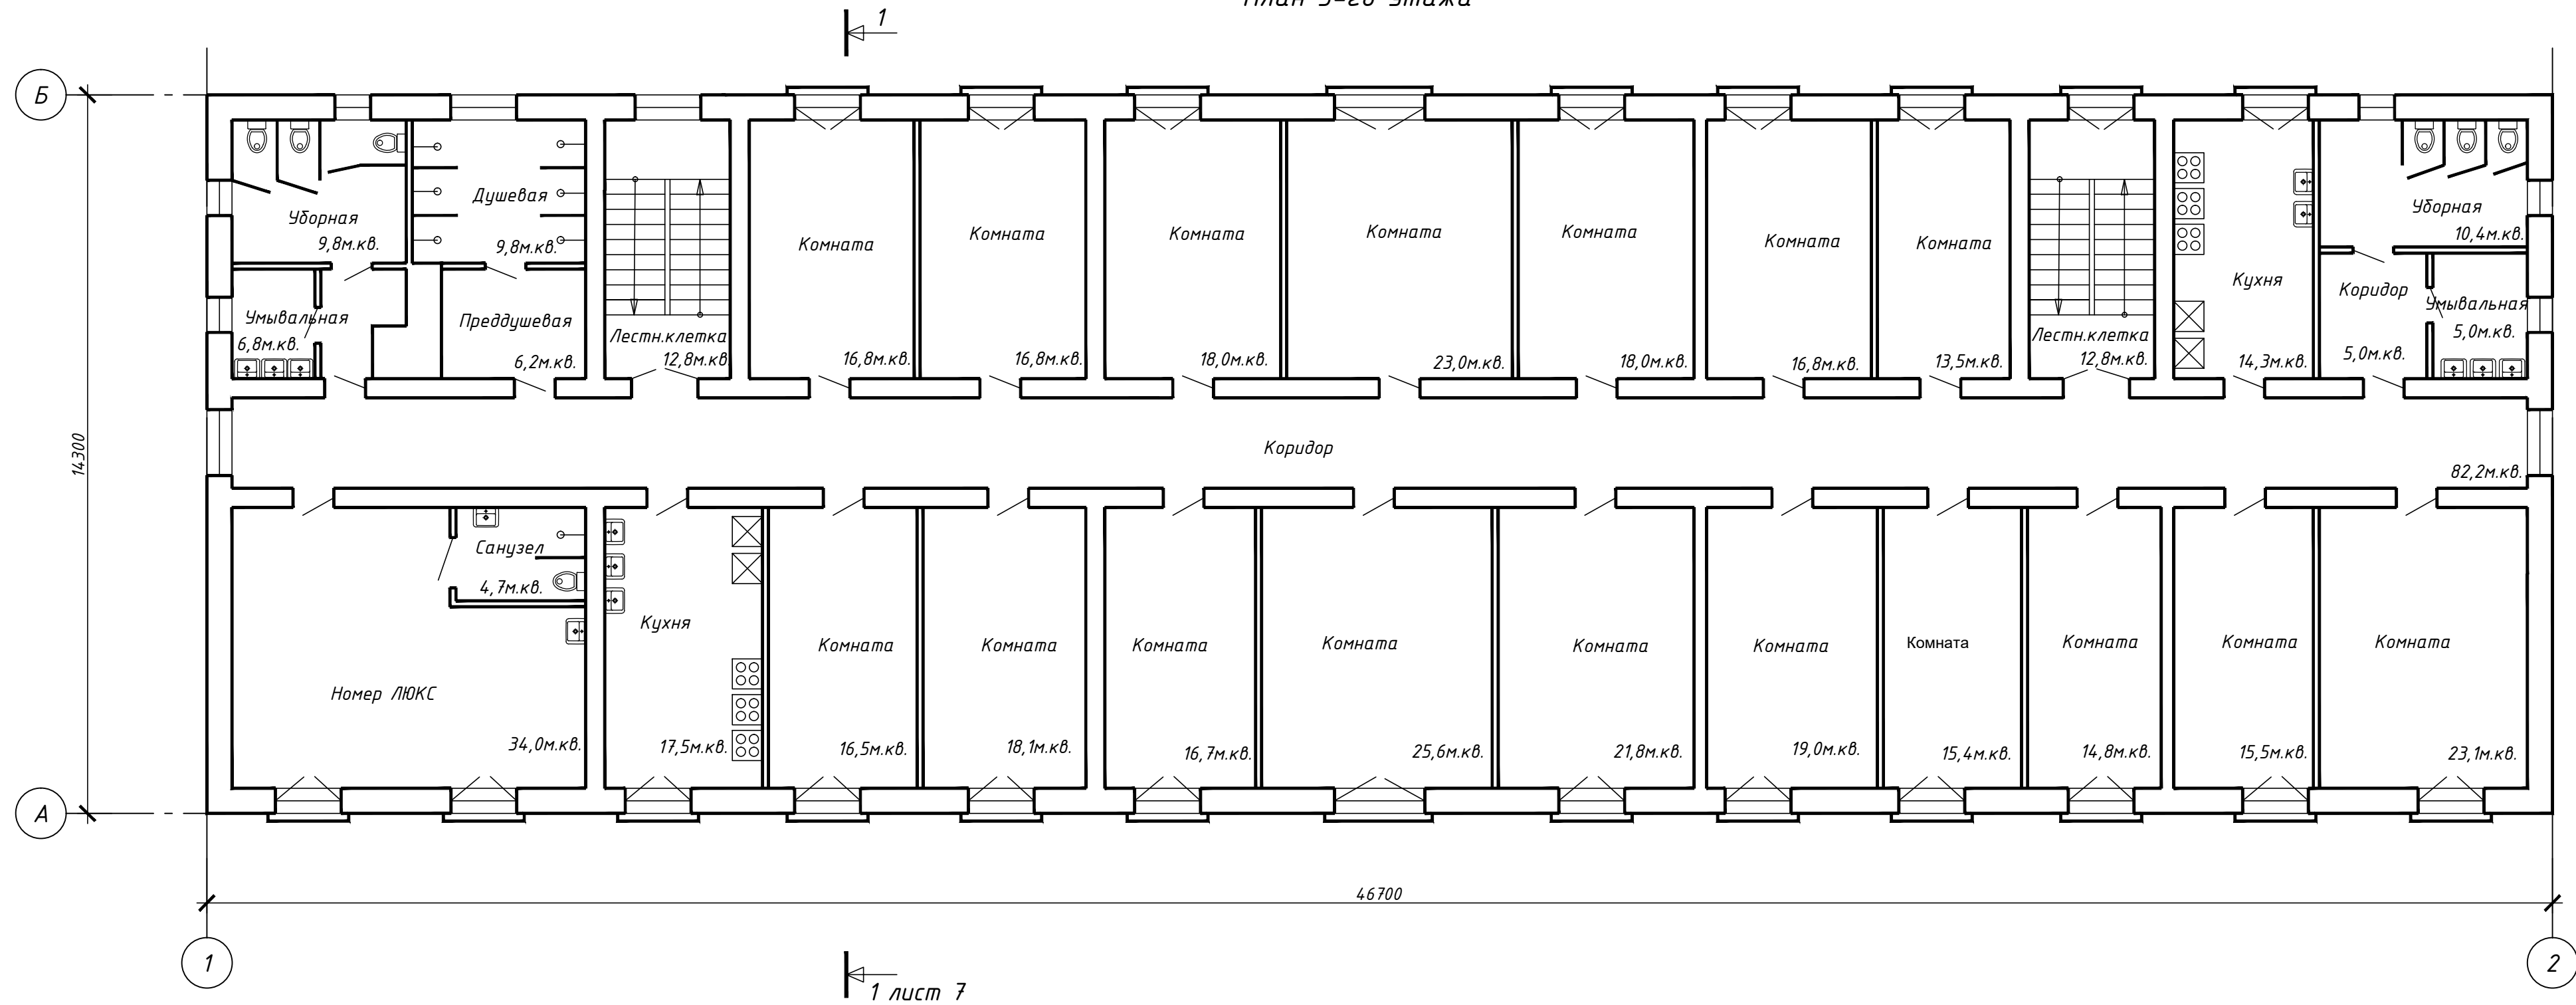 План 3-го этажа
1
Б
Уборная
9,8м.кв.
Душевая
9,8м.кв.
Умывальная
6,8м.кв.
Преддушевая
6,2м.кв.
Лестн.клетка
12,8м.кв.
Комната
16,8м.кв.
Комната
16,8м.кв.
Комната
18,0м.кв.
Комната
23,0м.кв.
Комната
18,0м.кв.
Комната
16,8м.кв.
Комната
13,5м.кв.
Лестн.клетка
12,8м.кв.
Кухня
14,3м.кв.
Уборная
10,4м.кв.
Коридор
5,0м.кв.
Умывальная
5,0м.кв.
14300
Коридор
82,2м.кв.
Санузел
4,7м.кв.
Номер ЛЮКС
34,0м.кв.
Кухня
17,5м.кв.
Комната
16,5м.кв.
Комната
18,1м.кв.
Комната
16,7м.кв.
Комната
25,6м.кв.
Комната
21,8м.кв.
Комната
19,0м.кв.
Комната
15,4м.кв.
Комната
14,8м.кв.
Комната
15,5м.кв.
Комната
23,1м.кв.
А
46700
1
2
1 лист 7